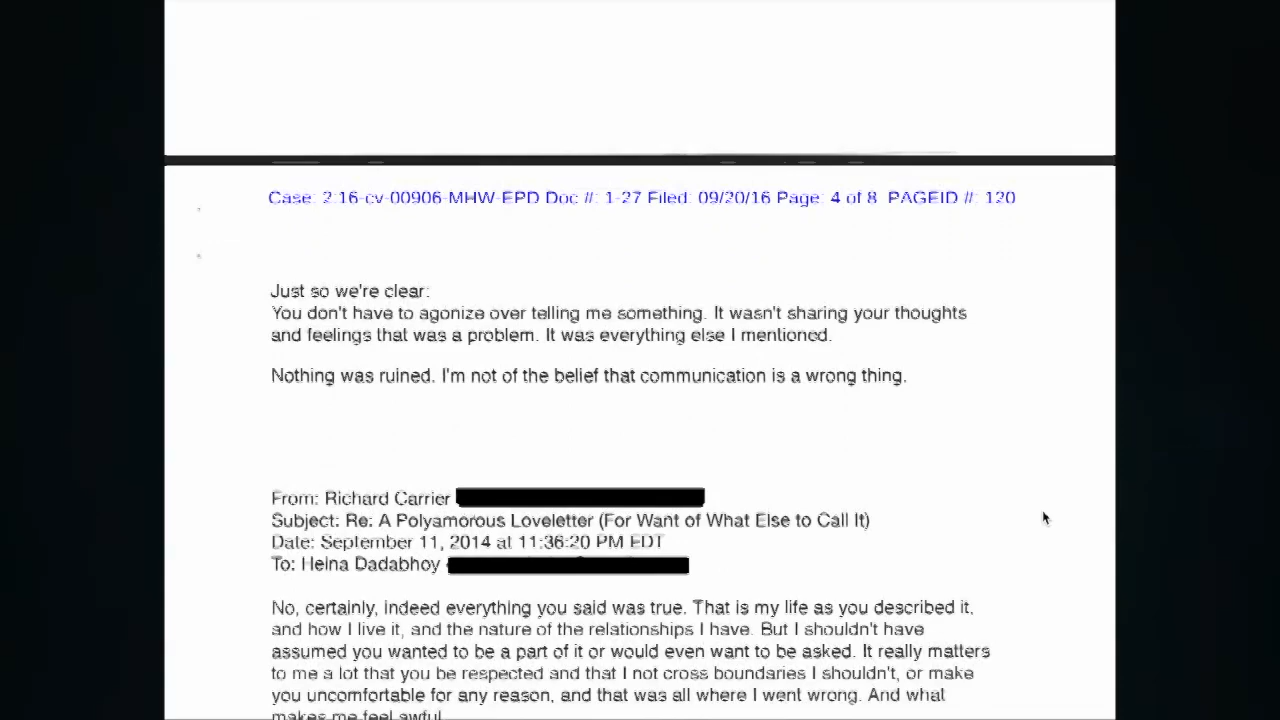 Case: 2:16-cv-00906-MHW-EPD Doc #: 1-27 Filed: 09/20/16 Page: 4 of 8 PAGEID #: 120
Just so we're clear:
You don't have to agonize over telling me something. It wasn't sharing your thoughts
and feelings that was a problem. It was everything else I mentioned.
Nothing was ruined. I'm not of the belief that communication is a wrong thing.
From: Richard Carrier
Subject: Re: A Polyamorous Loveletter (For Want of What Else to Call It)
Date: September 11, 2014 at 11:36:20 PM EDT
To: Heina Dadabhoy
No, certainly, indeed everything you said was true. That is my life as you described it,
and how I live it, and the nature of the relationships I have. But I shouldn't have
assumed you wanted to be a part of it or would even want to be asked. It really matters
to me a lot that you be respected and that I not cross boundaries I shouldn't, or make
you uncomfortable for any reason, and that was all where I went wrong. And what
makes me feel awful